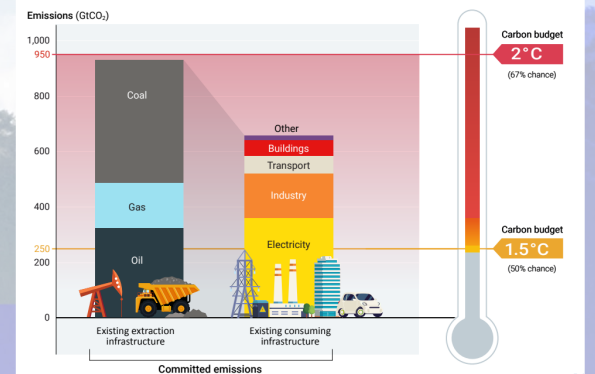 Emissions (GtCO₂)
1,000
950
800
600
400
250
200
0
Coal
Gas
Oil
Other
Buildings
Transport
Industry
Electricity
Existing extraction
infrastructure
Existing consuming
infrastructure
Committed emissions
Carbon budget
2°C
(67% chance)
Carbon budget
1.5°C
(50% chance)